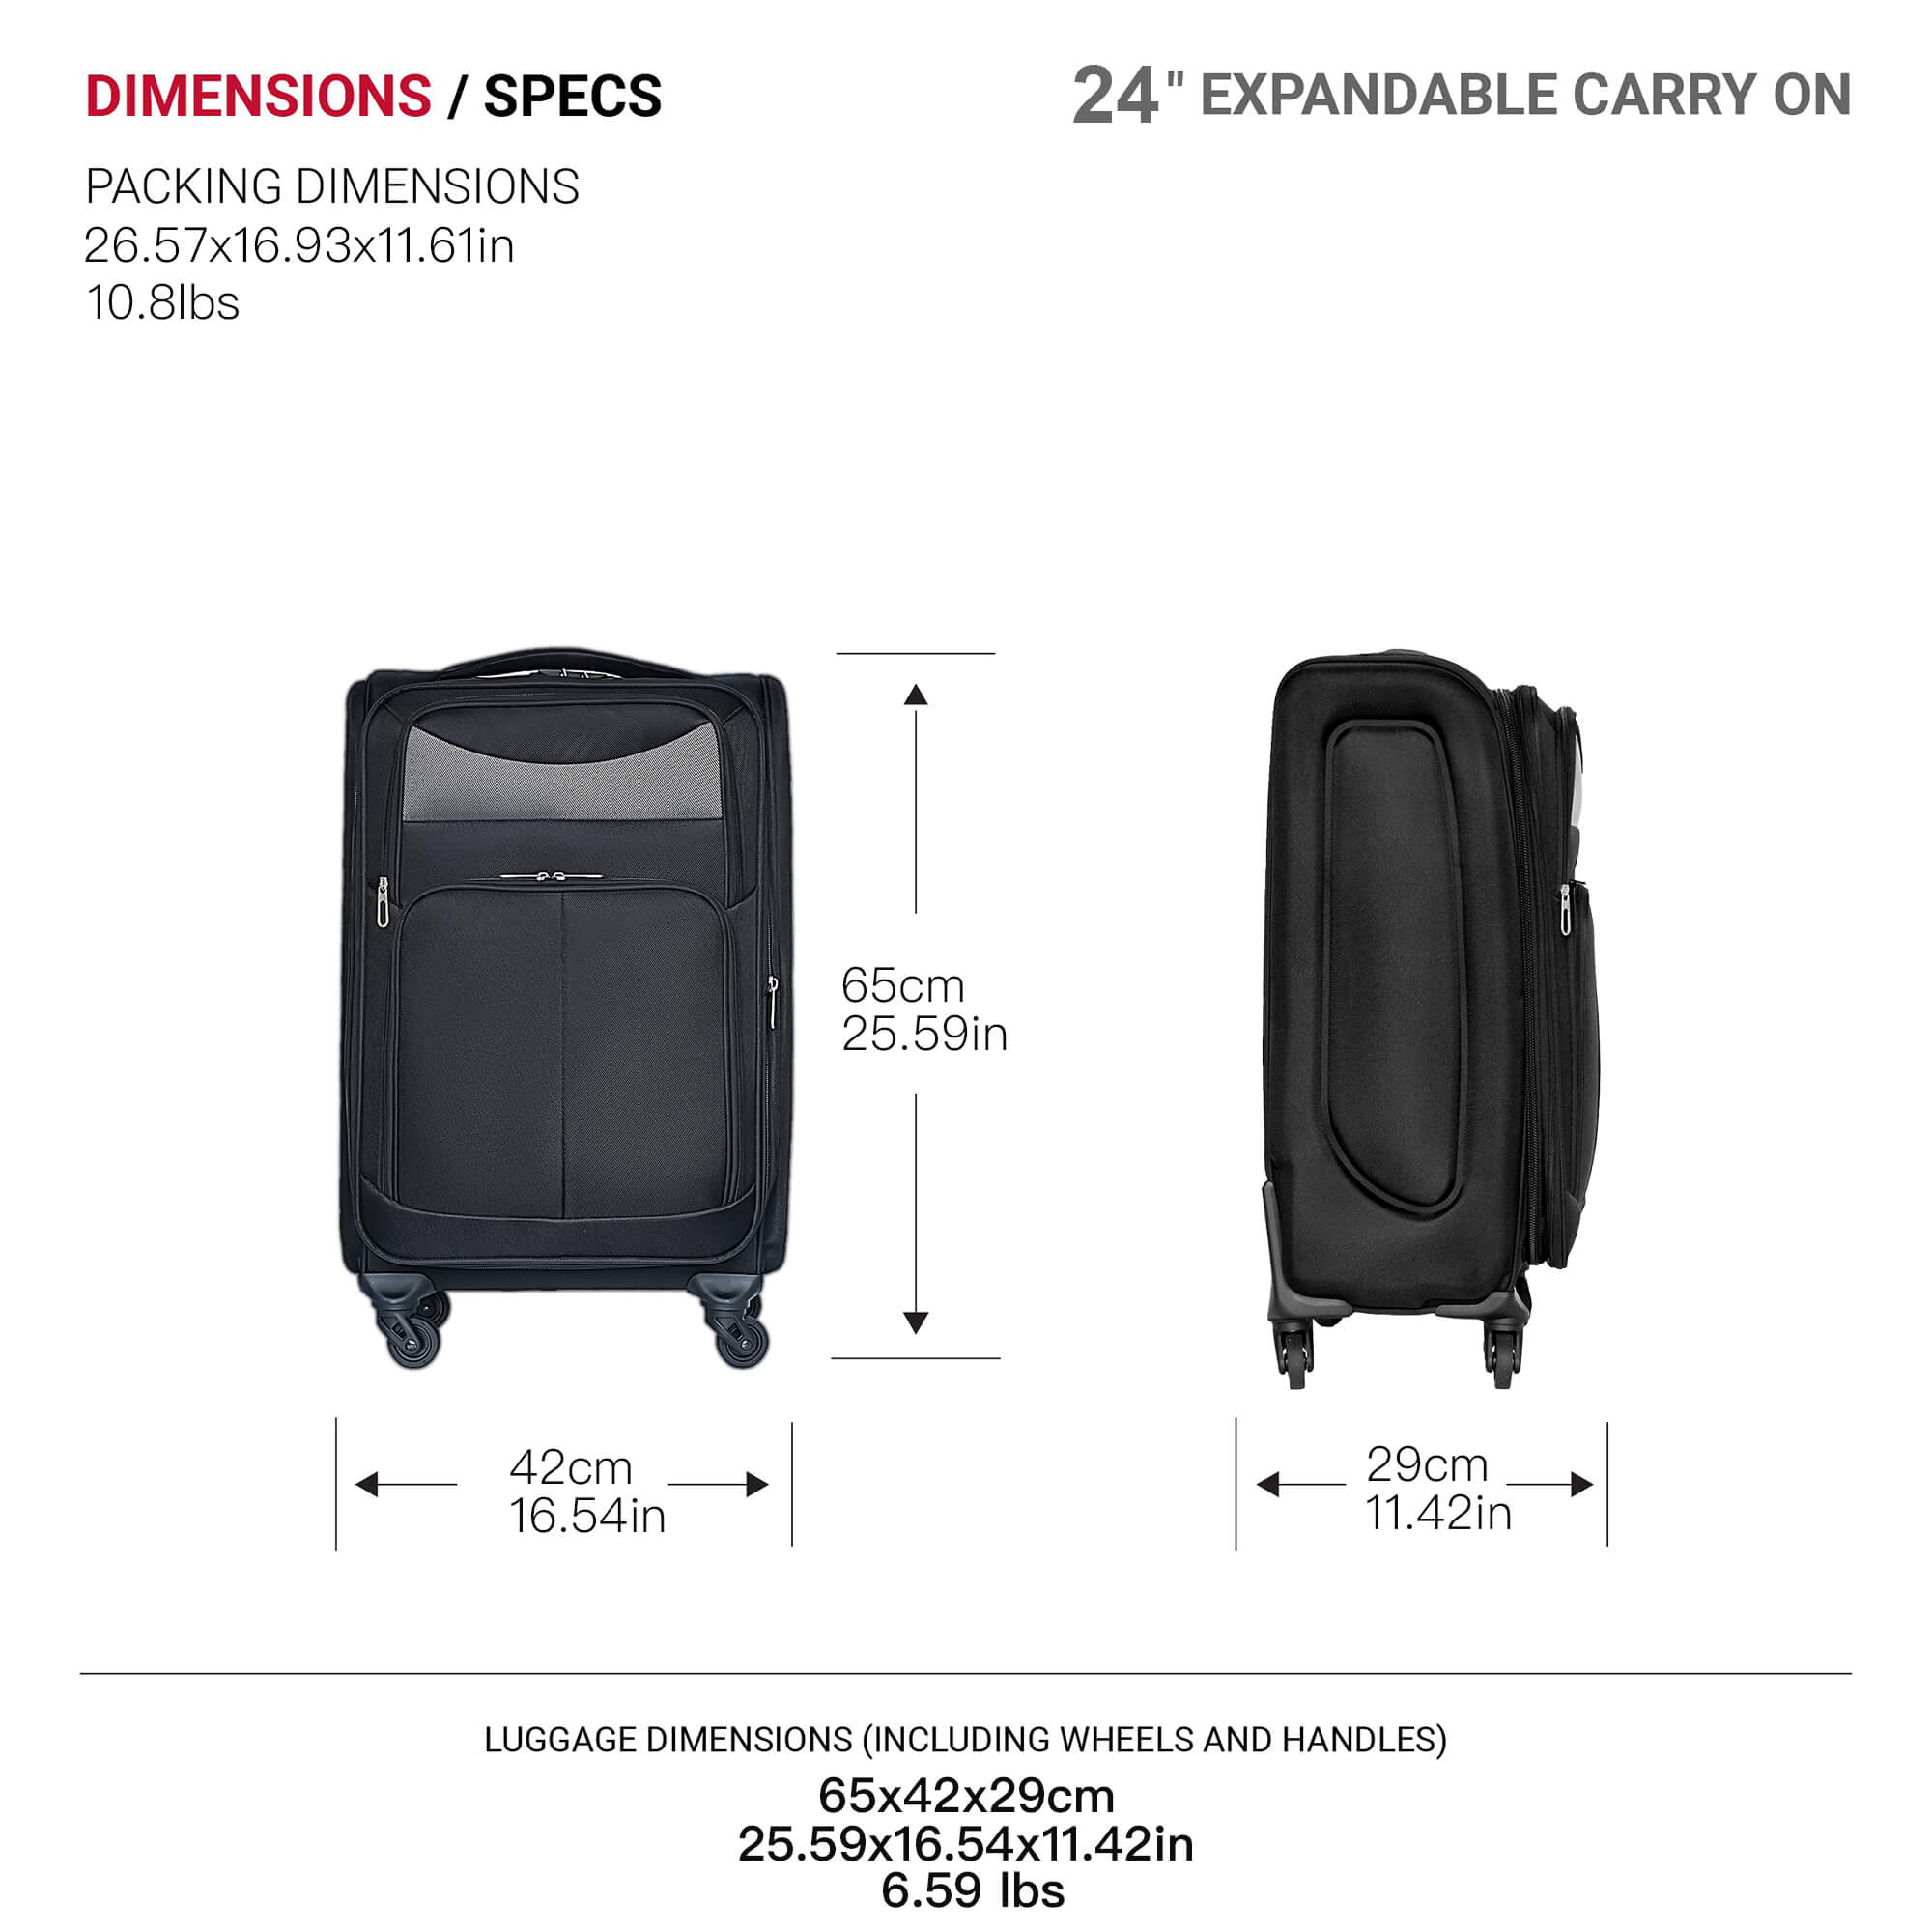 DIMENSIONS / SPECS
24" EXPANDABLE CARRY ON
PACKING DIMENSIONS
26.57x16.93x11.61in
10.8lbs
65cm
25.59in
42cm
16.54in
29cm
11.42in
LUGGAGE DIMENSIONS (INCLUDING WHEELS AND HANDLES)
65x42x29cm
25.59x16.54x11.42in
6.59 lbs